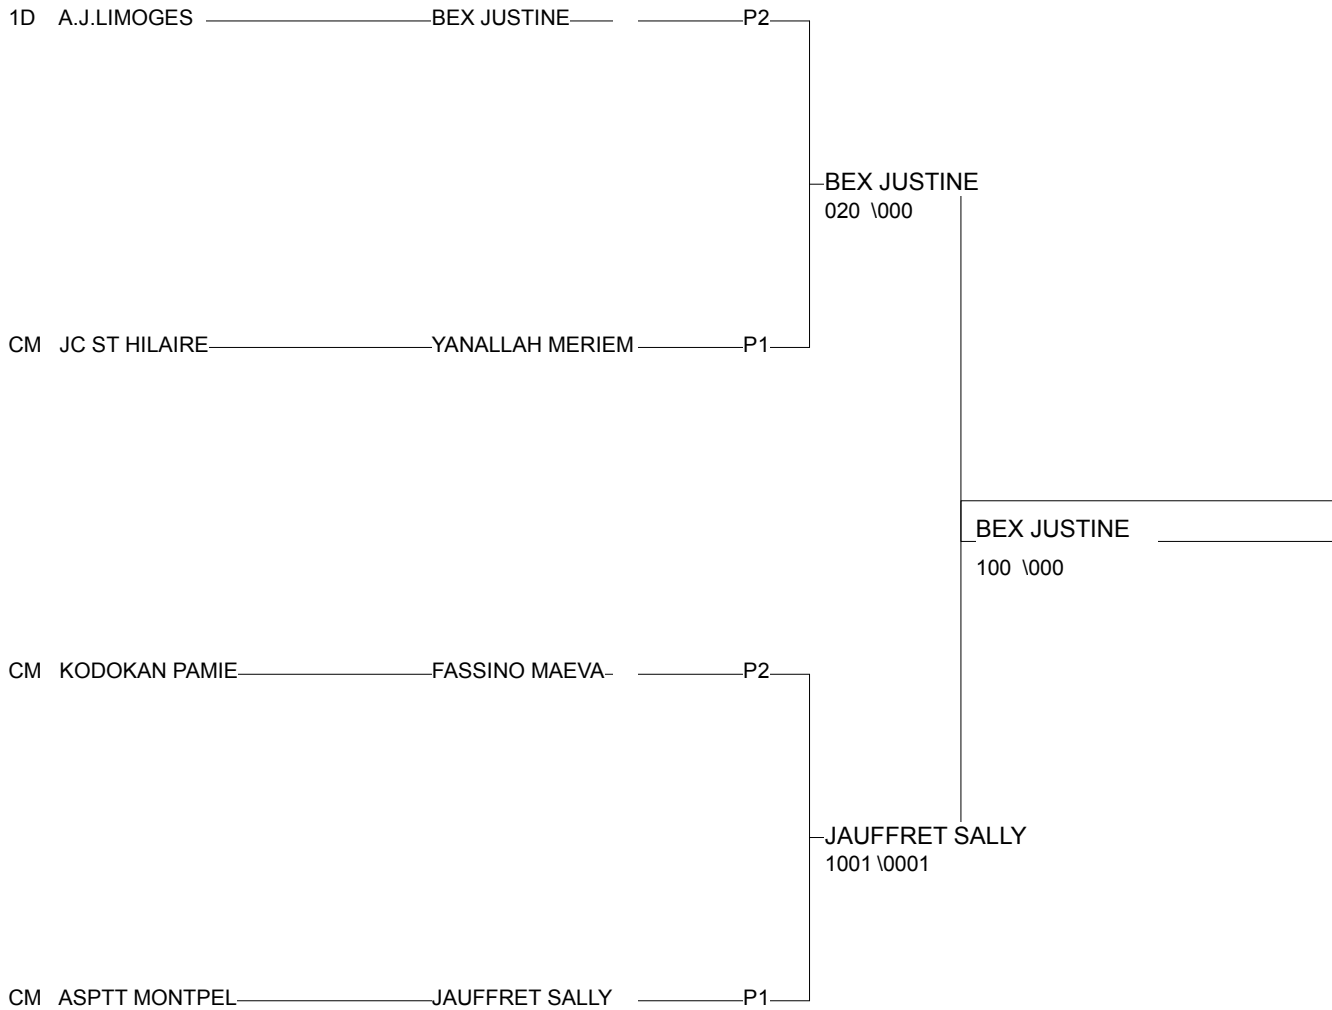 1D A.J.LIMOGES BEX JUSTINE P2
BEX JUSTINE
020 \000
CM JC ST HILAIRE YANALLAH MERIEM P1
BEX JUSTINE
100 \000
CM KODOKAN PAMIE FASSINO MAEVA P2
JAUFFRET SALLY
1001 \0001
CM ASPTT MONTPEL JAUFFRET SALLY P1